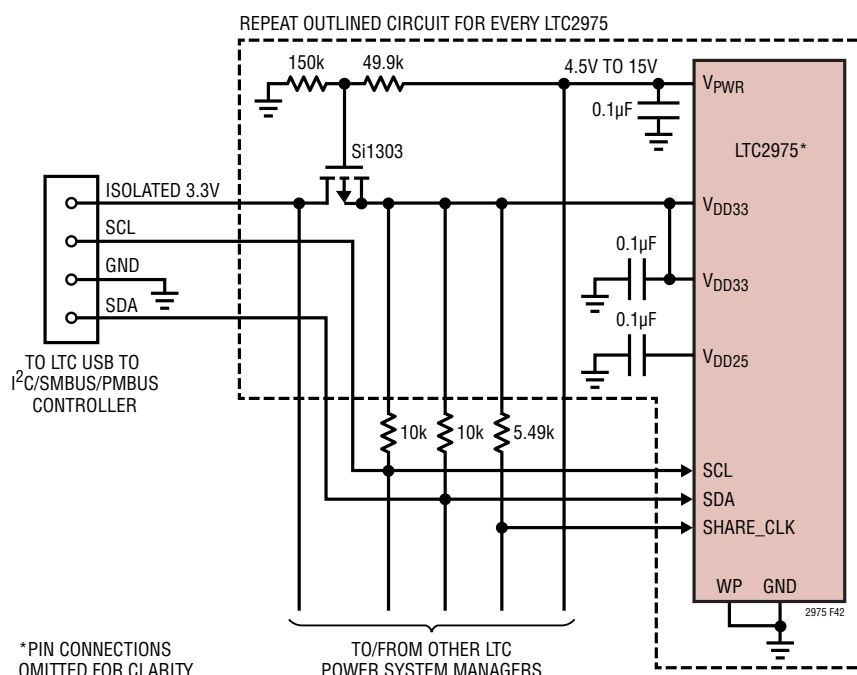 REPEAT OUTLINED CIRCUIT FOR EVERY LTC2975
150k
49.9k
4.5V TO 15V
VPWR
0.1µF
LTC2975*
Si1303
ISOLATED 3.3V
VDD33
SCL
0.1µF
GND
VDD33
SDA
0.1µF
VDD25
TO LTC USB TO
I2C/SMBUS/PMBUS
CONTROLLER
10k
10k
5.49k
SCL
SDA
SHARE_CLK
WP
GND
2975 F42
*PIN CONNECTIONS
OMITTED FOR CLARITY
TO/FROM OTHER LTC
POWER SYSTEM MANAGERS